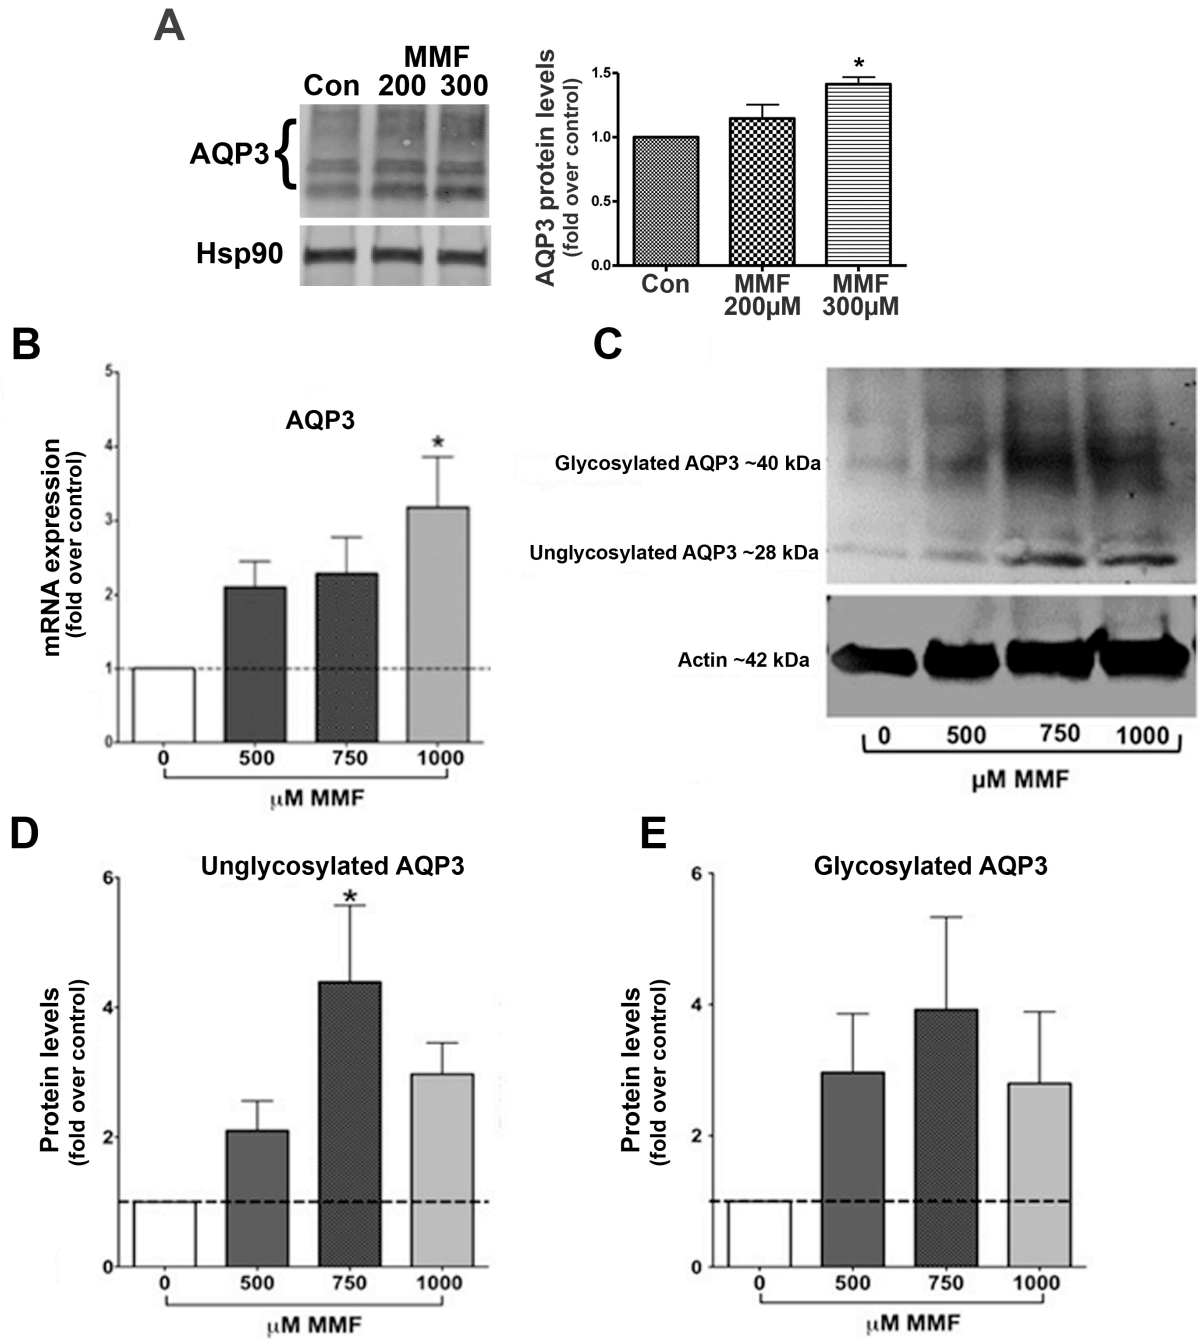 A
MMF
Con 200 300
AQP3 {
Hsp90
AQP3 protein levels
(fold over control)
1.5
1.0
0.5
0.0
*
Con MMF MMF
200µM 300µM
B
AQP3
mRNA expression
(fold over control)
5
4
3
2
1
0
*
0 500 750 1000
µM MMF
C
Glycosylated AQP3 ~40 kDa
Unglycosylated AQP3 ~28 kDa
Actin ~42 kDa
0 500 750 1000
µM MMF
D
Unglycosylated AQP3
Protein levels
(fold over control)
6
4
2
0
*
0 500 750 1000
µM MMF
E
Glycosylated AQP3
Protein levels
(fold over control)
6
4
2
0
0 500 750 1000
µM MMF